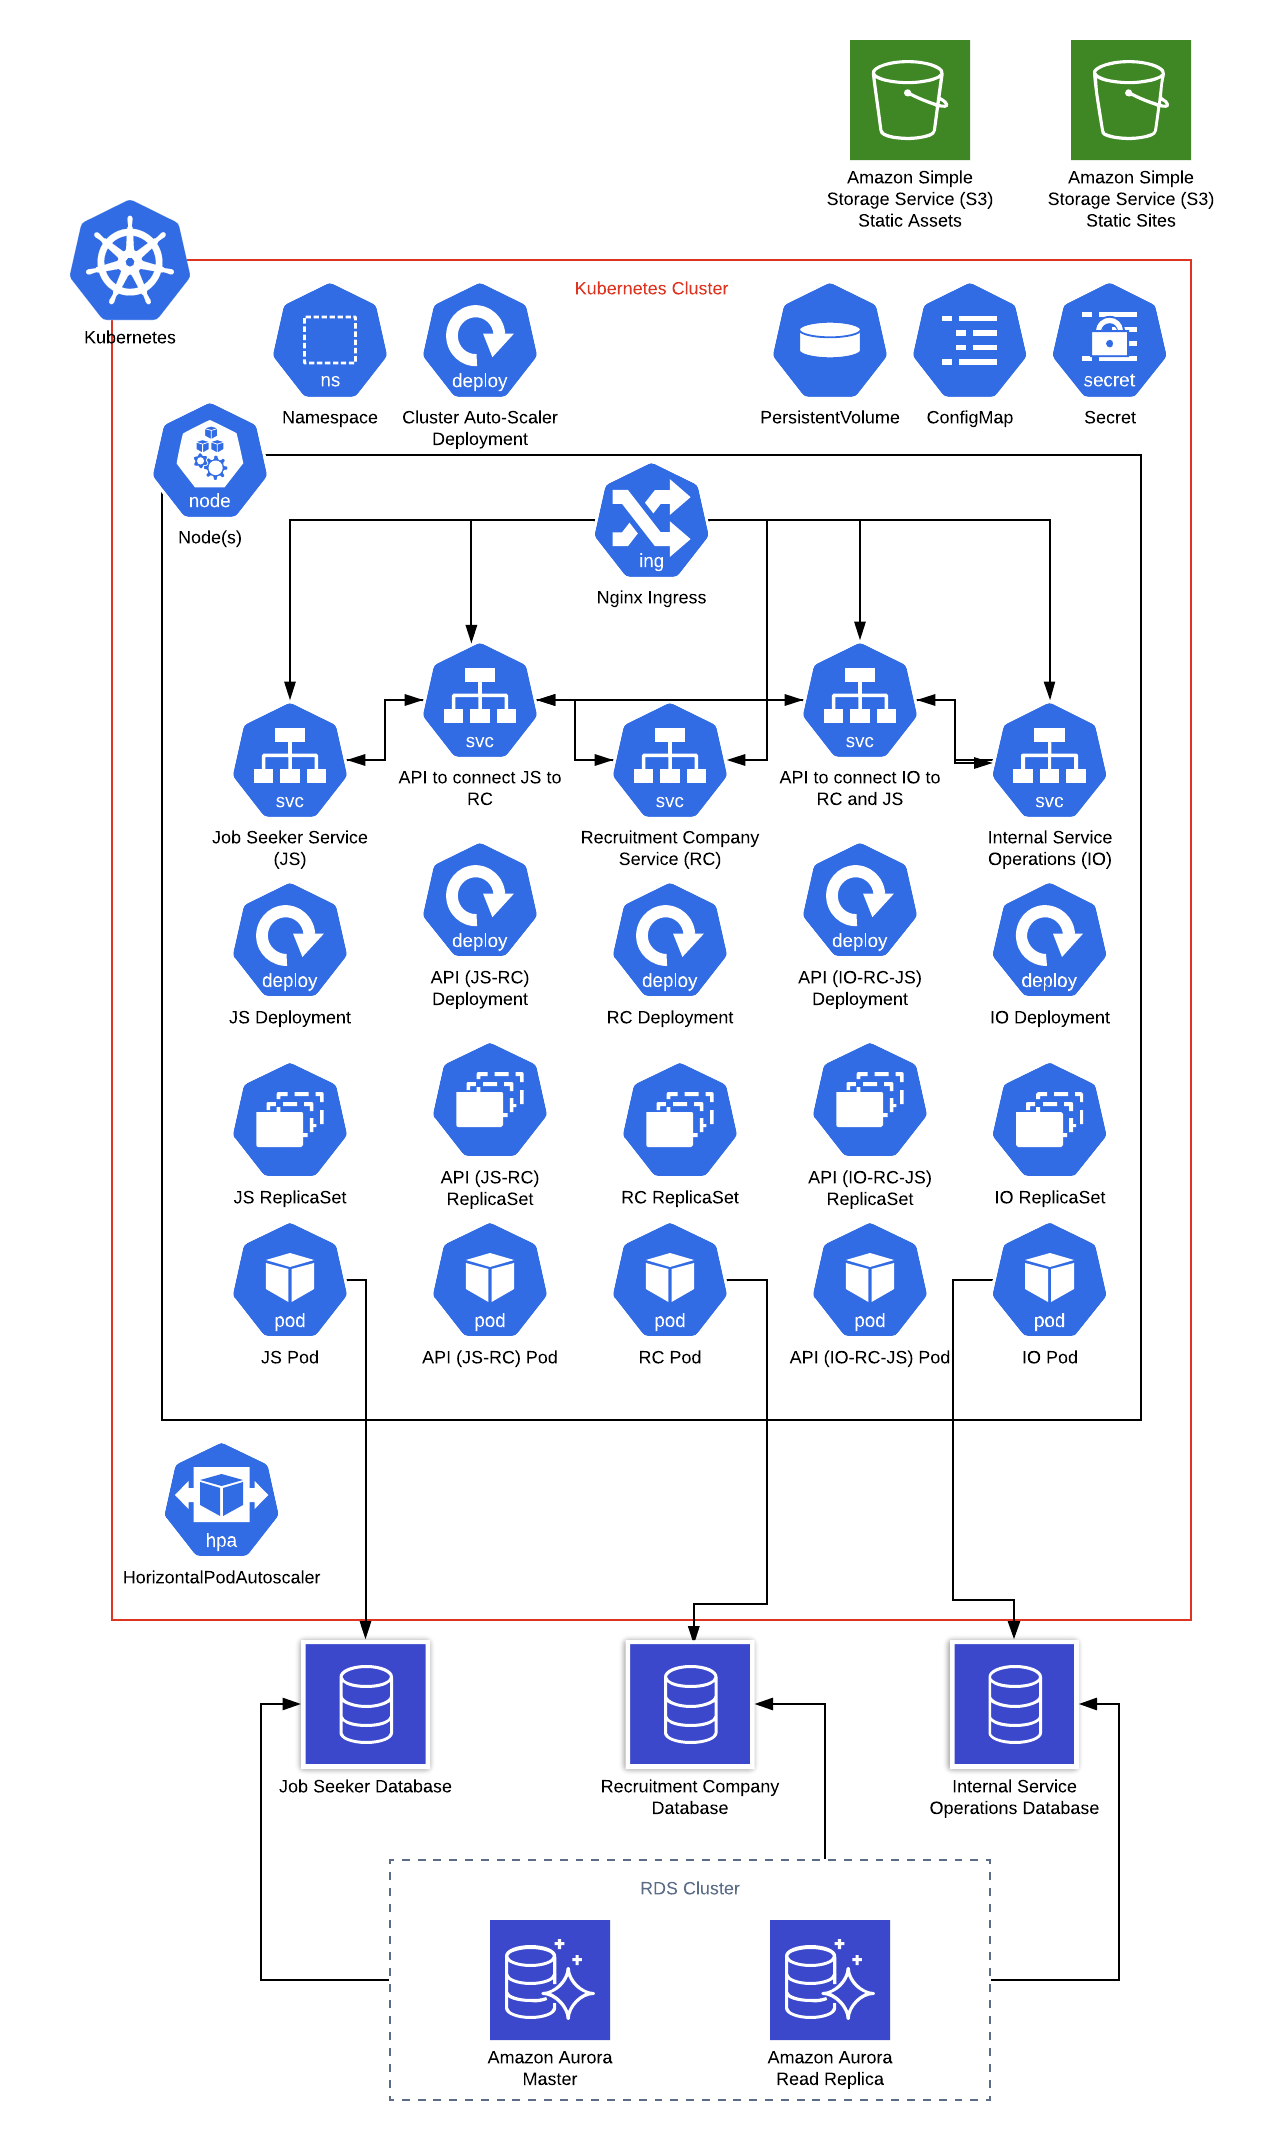 Amazon Simple
Storage Service (S3)
Static Assets
Amazon Simple
Storage Service (S3)
Static Sites
Kubernetes
Kubernetes Cluster
ns
Namespace
deploy
Cluster Auto-Scaler
Deployment
PersistentVolume
ConfigMap
secret
Secret
node
Node(s)
ing
Nginx Ingress
svc
Job Seeker Service
(JS)
svc
API to connect JS to
RC
svc
Recruitment Company
Service (RC)
svc
API to connect IO to
RC and JS
svc
Internal Service
Operations (IO)
deploy
JS Deployment
deploy
API (JS-RC)
Deployment
deploy
RC Deployment
deploy
API (IO-RC-JS)
Deployment
deploy
IO Deployment
JS ReplicaSet
API (JS-RC)
ReplicaSet
RC ReplicaSet
API (IO-RC-JS)
ReplicaSet
IO ReplicaSet
pod
JS Pod
pod
API (JS-RC) Pod
pod
RC Pod
pod
API (IO-RC-JS) Pod
pod
IO Pod
hpa
HorizontalPodAutoscaler
Job Seeker Database
Recruitment Company
Database
Internal Service
Operations Database
RDS Cluster
Amazon Aurora
Master
Amazon Aurora
Read Replica